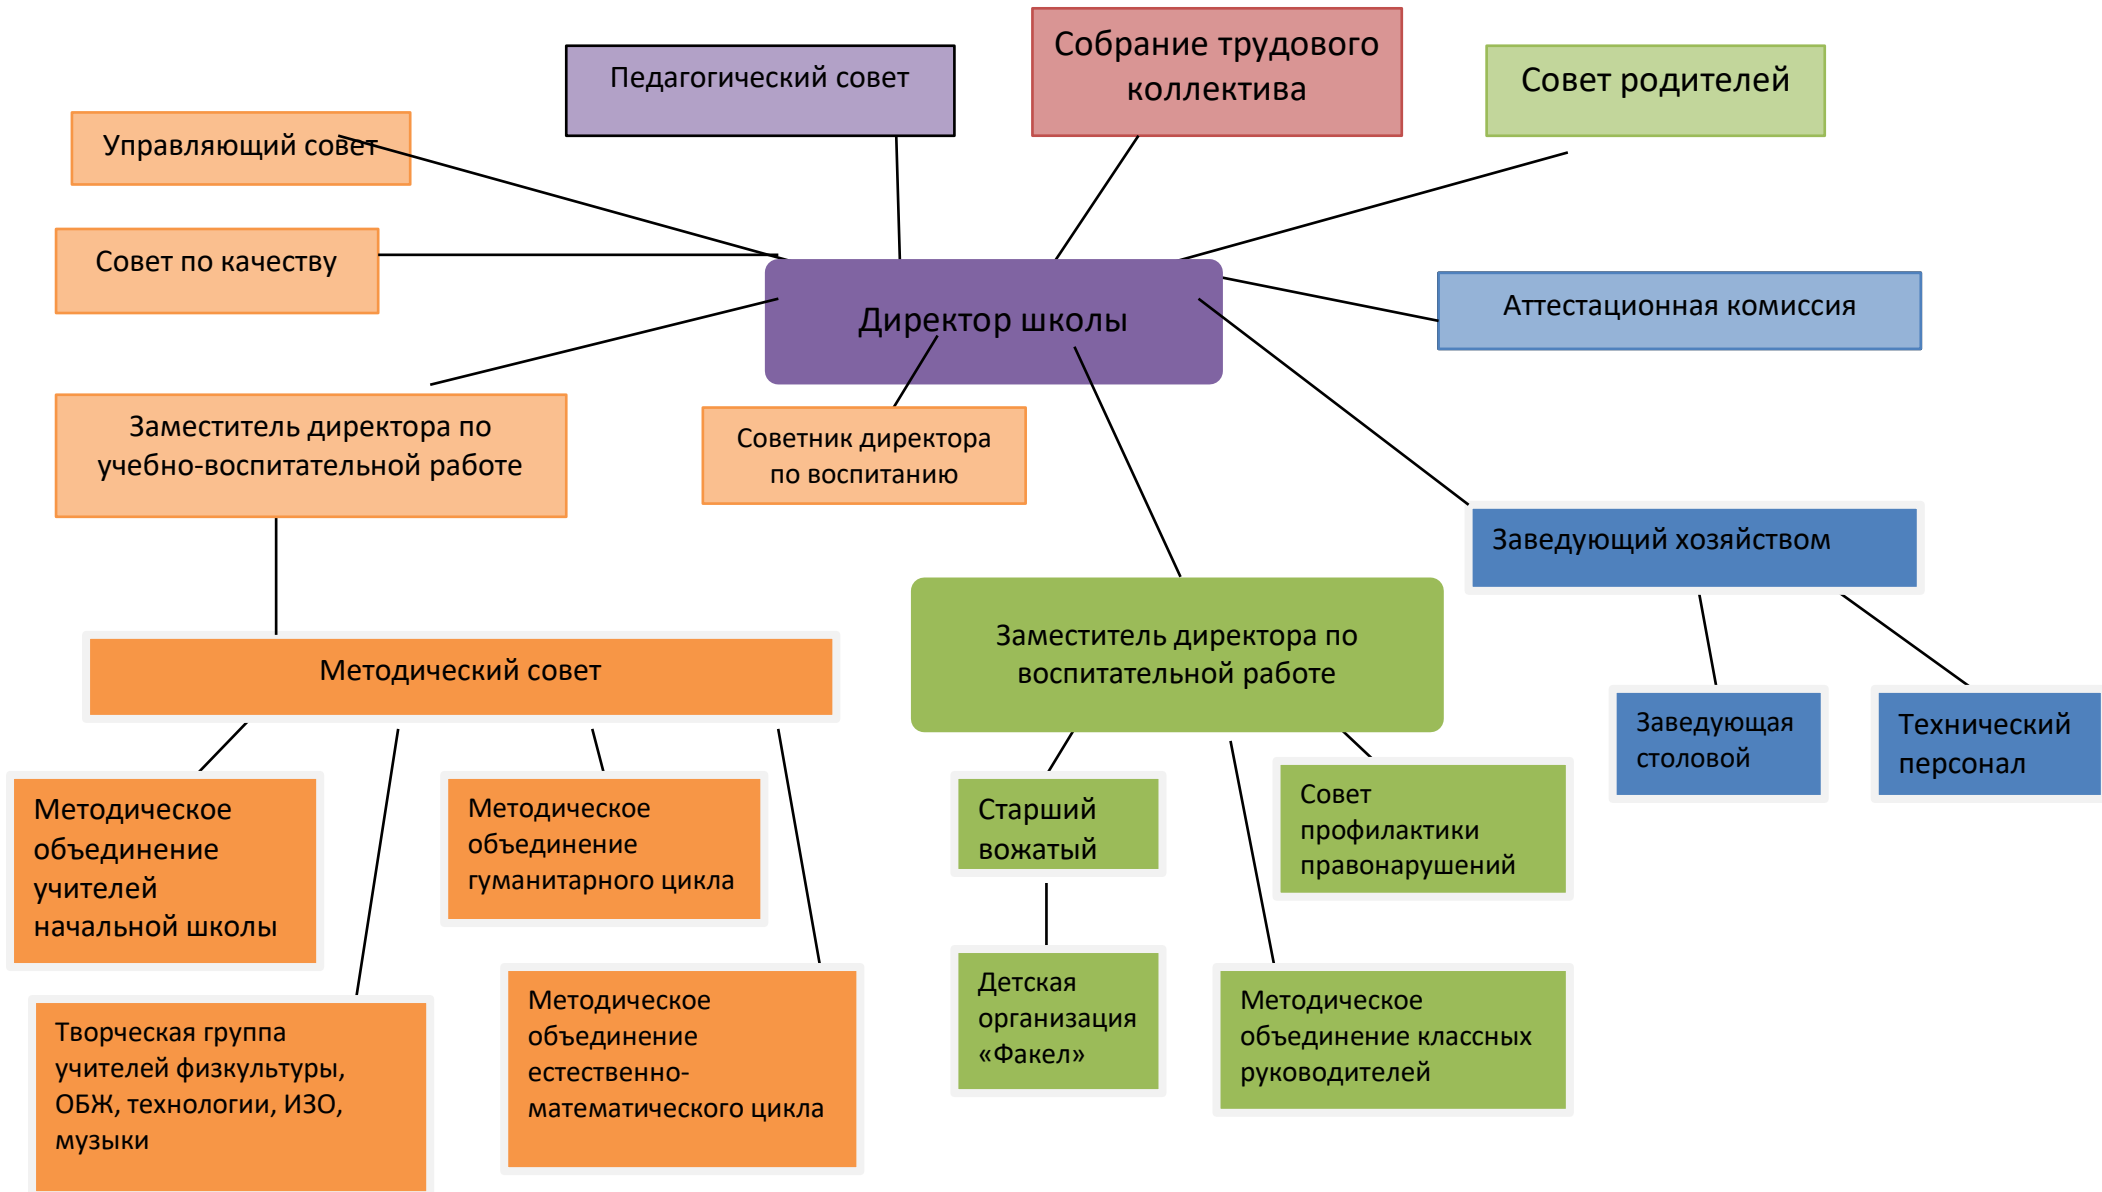 Собрание трудового
коллектива
Педагогический совет
Совет родителей
Управляющий совет
Совет по качеству
Директор школы
Аттестационная комиссия
Заместитель директора по
учебно-воспитательной работе
Советник директора
по воспитанию
Заведующий хозяйством
Методический совет
Заместитель директора по
воспитательной работе
Заведующая
столовой
Технический
персонал
Методическое
объединение
учителей
начальной школы
Методическое
объединение
гуманитарного цикла
Старший
вожатый
Совет
профилактики
правонарушений
Творческая группа
учителей физкультуры,
ОБЖ, технологии, ИЗО,
музыки
Методическое
объединение
естественно-
математического цикла
Детская
организация
«Факел»
Методическое
объединение классных
руководителей